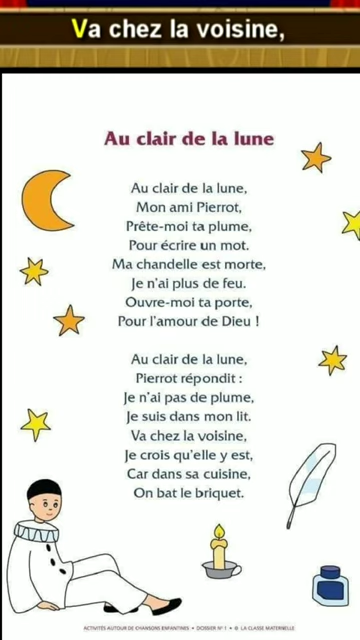 Va chez la voisine,
Au clair de la lune
Au clair de la lune,
Mon ami Pierrot,
Prête-moi ta plume,
Pour écrire un mot.
Ma chandelle est morte,
Je n'ai plus de feu.
Ouvre-moi ta porte,
Pour l'amour de Dieu !
Au clair de la lune,
Pierrot répondit :
Je n'ai pas de plume,
Je suis dans mon lit.
Va chez la voisine,
Je crois qu'elle y est,
Car dans sa cuisine,
On bat le briquet.
ACTIVITÉS AUTOUR DE CHANSONS ENFANTINES • DOSSIER N° 1 • © LA CLASSE MATERNELLE